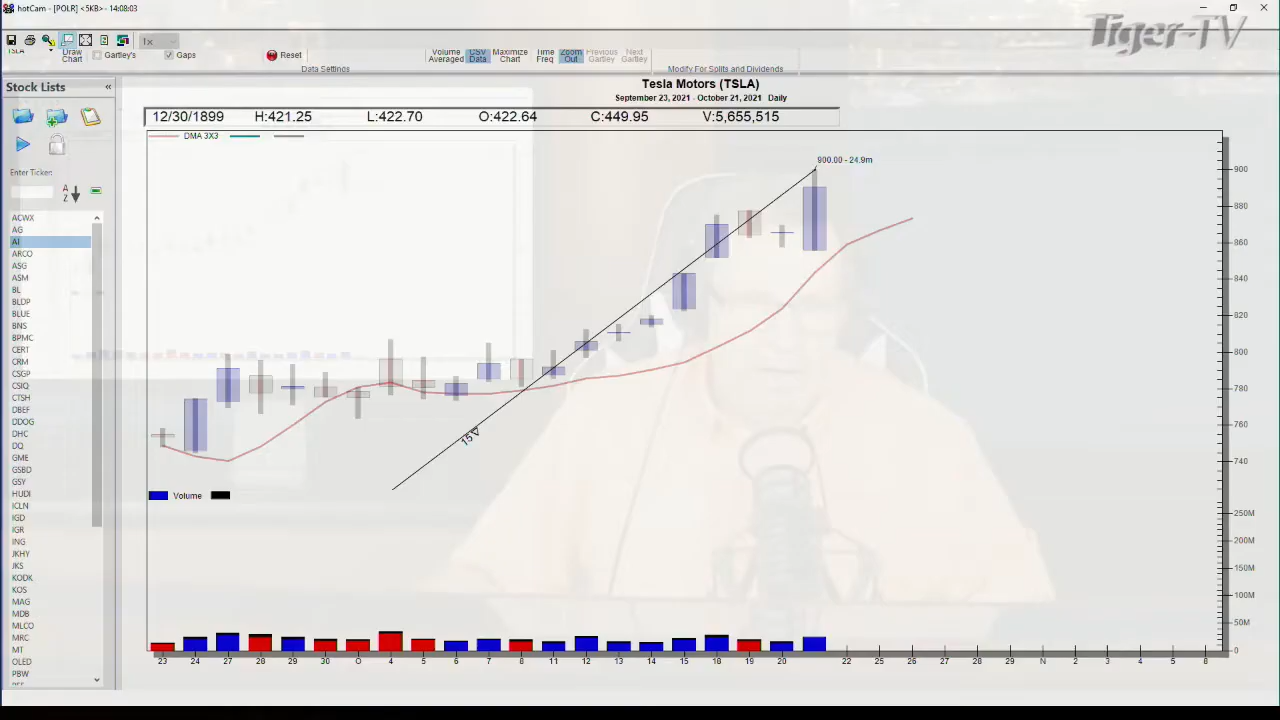 hotCam - [POLR] <5KB> - 14:08:03
Tiger-TV
1x
TSLA
Draw Chart
Gartley's
Gaps
Reset
Data Settings
Volume Averaged
CSV Data
Maximize Chart
Time Freq
Zoom Out
Previous Gartley
Next Gartley
Modify For Splits and Dividends
Stock Lists «
Enter Ticker:
A
Z
ACWX
AG
AI
ARCO
ASG
ASM
BL
BLDP
BLUE
BNS
BPMC
CERT
CRM
CSGP
CSIQ
CTSH
DBEF
DDOG
DHC
DQ
GME
GSBD
GSY
HUDI
ICLN
IGD
IGR
ING
JKHY
JKS
KODK
KOS
MAG
MDB
MLCO
MRC
MT
OLED
PBW
Tesla Motors (TSLA)
September 23, 2021 - October 21, 2021 Daily
12/30/1899 H:421.25 L:422.70 O:422.64 C:449.95 V:5,655,515
DMA 3X3
900.00 - 24.9m
15
900
880
860
840
820
800
780
760
740
Volume
250M
200M
150M
100M
50M
0
23 24 27 28 29 30 O 4 5 6 7 8 11 12 13 14 15 18 19 20 22 25 26 27 28 29 N 2 3 4 5 8